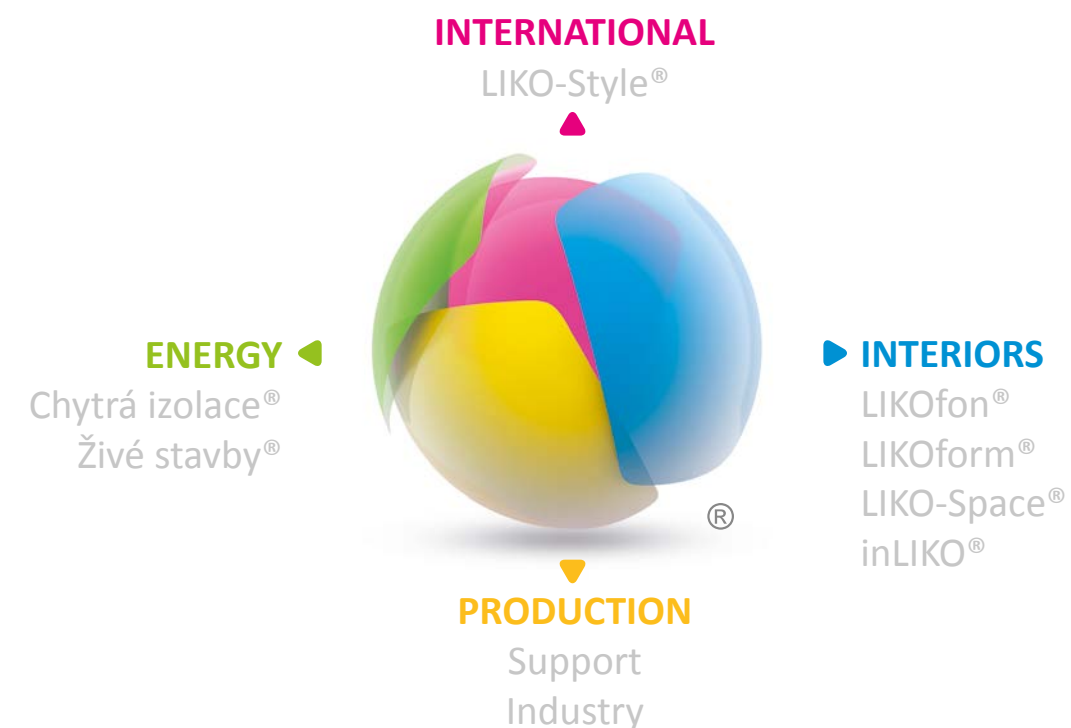 INTERNATIONAL
LIKO-Style®
ENERGY
Chytrá izolace®
Živé stavby®
INTERIORS
LIKOfon®
LIKOform®
LIKO-Space®
inLIKO®
®
PRODUCTION
Support
Industry